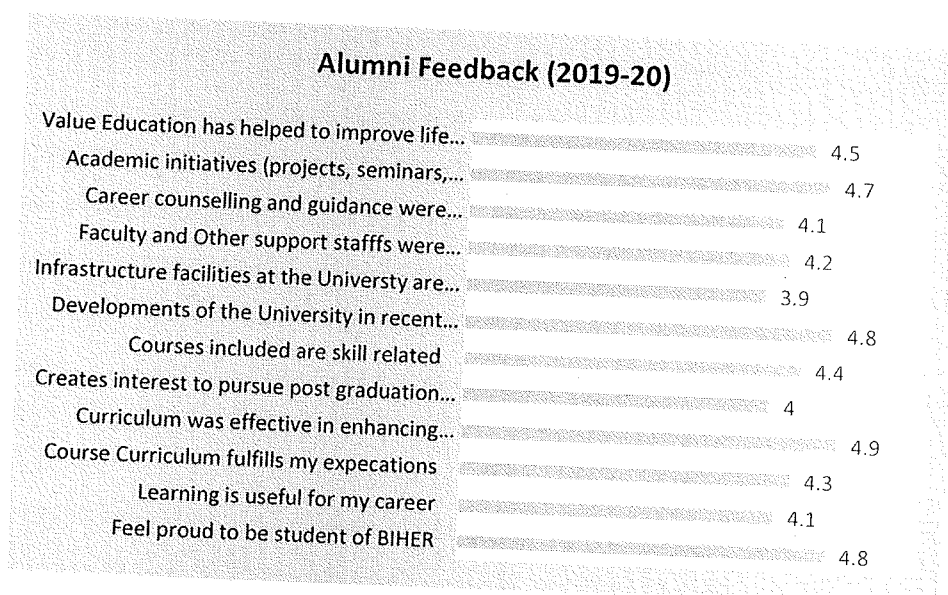 Alumni Feedback (2019-20)
Value Education has helped to improve life... 4.5
Academic initiatives (projects, seminars,... 4.7
Career counselling and guidance were... 4.1
Faculty and Other support stafffs were... 4.2
Infrastructure facilities at the Universty are... 3.9
Developments of the University in recent... 4.8
Courses included are skill related 4.4
Creates interest to pursue post graduation... 4
Curriculum was effective in enhancing... 4.9
Course Curriculum fulfills my expecations 4.3
Learning is useful for my career 4.1
Feel proud to be student of BIHER 4.8